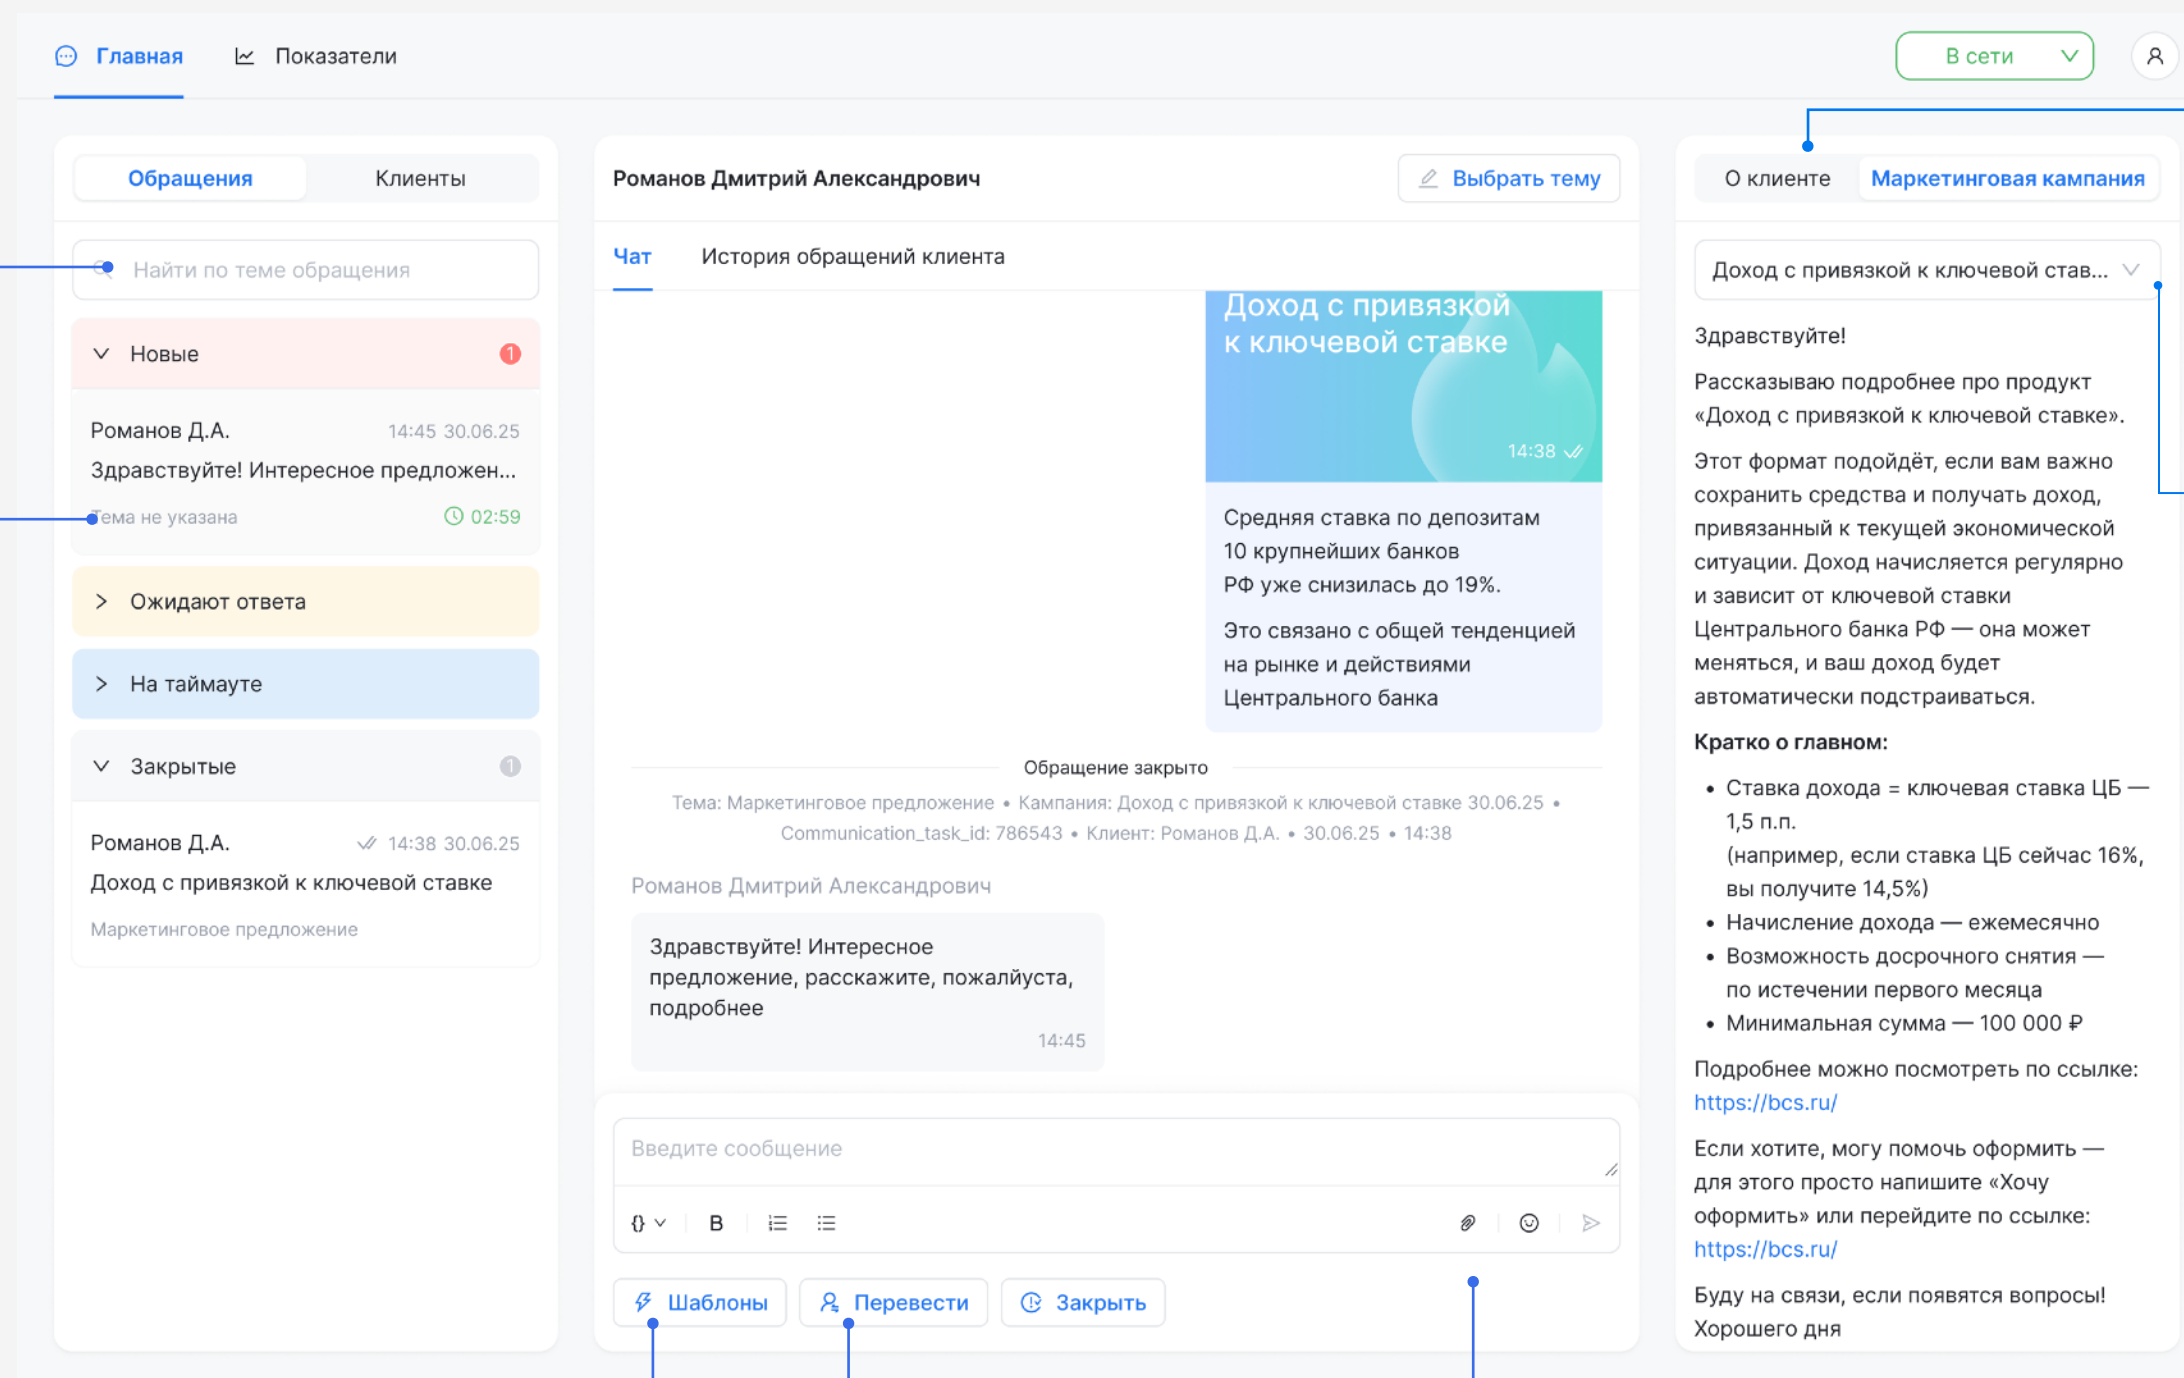 Главная
Показатели
В сети
Обращения
Клиенты
Найти по теме обращения
Новые
1
Романов Д.А.
14:45 30.06.25
Здравствуйте! Интересное предложен...
Тема не указана
02:59
Ожидают ответа
На таймауте
Закрытые
1
Романов Д.А.
14:38 30.06.25
Доход с привязкой к ключевой ставке
Маркетинговое предложение
Романов Дмитрий Александрович
Выбрать тему
Чат
История обращений клиента
Доход с привязкой
к ключевой ставке
14:38
Средняя ставка по депозитам
10 крупнейших банков
РФ уже снизилась до 19%.
Это связано с общей тенденцией
на рынке и действиями
Центрального банка
Обращение закрыто
Тема: Маркетинговое предложение • Кампания: Доход с привязкой к ключевой ставке 30.06.25 •
Communication_task_id: 786543 • Клиент: Романов Д.А. • 30.06.25 • 14:38
Романов Дмитрий Александрович
Здравствуйте! Интересное
предложение, расскажите, пожалйуста,
подробнее
14:45
Введите сообщение
{}
B
Шаблоны
Перевести
Закрыть
О клиенте
Маркетинговая кампания
Доход с привязкой к ключевой став...
Здравствуйте!
Рассказываю подробнее про продукт
«Доход с привязкой к ключевой ставке».
Этот формат подойдёт, если вам важно
сохранить средства и получать доход,
привязанный к текущей экономической
ситуации. Доход начисляется регулярно
и зависит от ключевой ставки
Центрального банка РФ — она может
меняться, и ваш доход будет
автоматически подстраиваться.
Кратко о главном:
• Ставка дохода = ключевая ставка ЦБ —
1,5 п.п.
(например, если ставка ЦБ сейчас 16%,
вы получите 14,5%)
• Начисление дохода — ежемесячно
• Возможность досрочного снятия —
по истечении первого месяца
• Минимальная сумма — 100 000 ₽
Подробнее можно посмотреть по ссылке:
https://bcs.ru/
Если хотите, могу помочь оформить —
для этого просто напишите «Хочу
оформить» или перейдите по ссылке:
https://bcs.ru/
Буду на связи, если появятся вопросы!
Хорошего дня